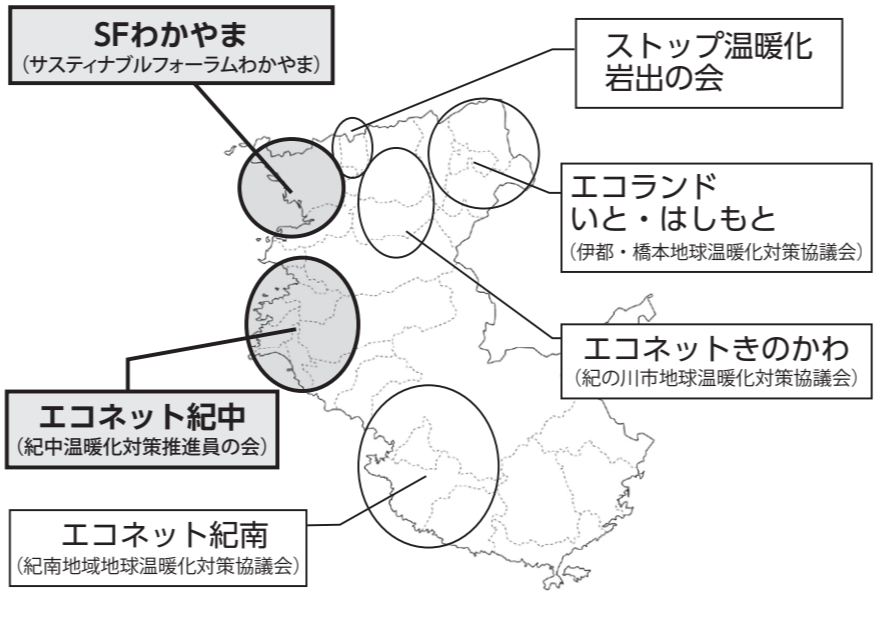 SFわかやま
（サスティナブルフォーラムわかやま）
ストップ温暖化
岩出の会
エコランド
いと・はしもと
（伊都・橋本地球温暖化対策協議会）
エコネットきのかわ
（紀の川市地球温暖化対策協議会）
エコネット紀中
（紀中温暖化対策推進員の会）
エコネット紀南
（紀南地域地球温暖化対策協議会）